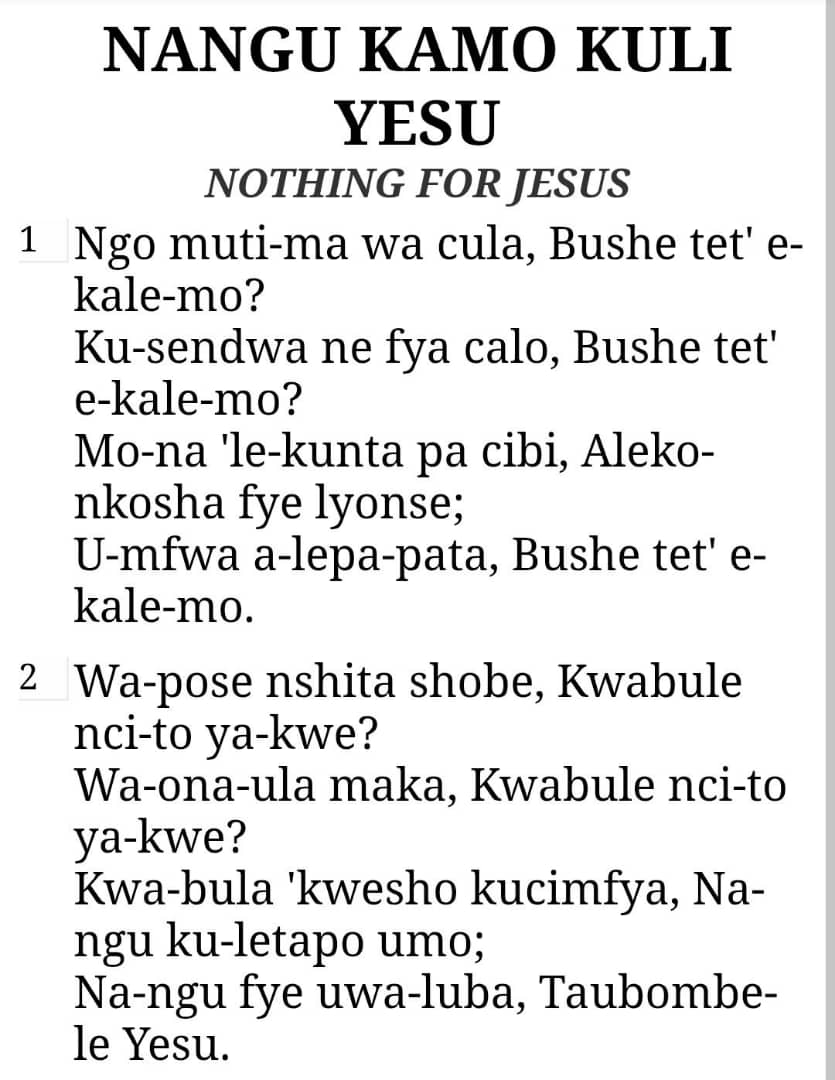 NANGU KAMO KULI
YESU
NOTHING FOR JESUS
1 Ngo muti-ma wa cula, Bushe tet' e-
kale-mo?
Ku-sendwa ne fya calo, Bushe tet'
e-kale-mo?
Mo-na 'le-kunta pa cibi, Aleko-
nkosha fye lyonse;
U-mfwa a-lepa-pata, Bushe tet' e-
kale-mo.
2 Wa-pose nshita shobe, Kwabule
nci-to ya-kwe?
Wa-ona-ula maka, Kwabule nci-to
ya-kwe?
Kwa-bula 'kwesho kucimfya, Na-
ngu ku-letapo umo;
Na-ngu fye uwa-luba, Taubombe-
le Yesu.